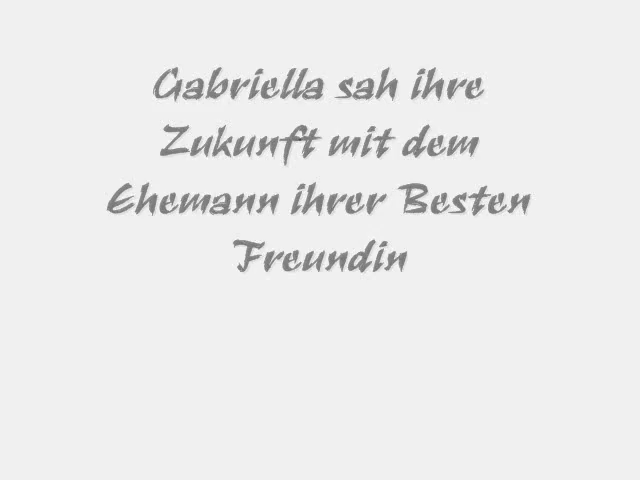 Gabriella sah ihre
Zukunft mit dem
Ehemann ihrer Besten
Freundin